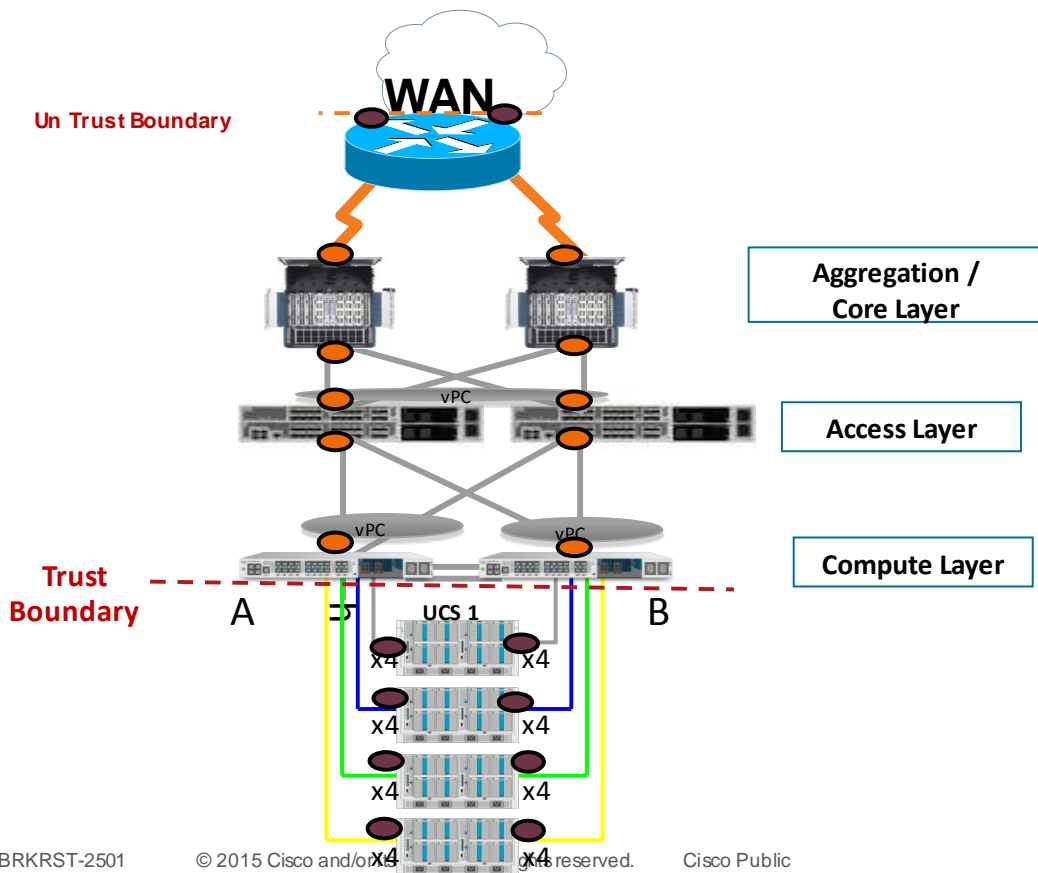 WAN
Un Trust Boundary
Aggregation /
Core Layer
vPC
Access Layer
vPC
vPC
Compute Layer
Trust
Boundary
A
UCS 1
B
x4
x4
x4
x4
x4
x4
x4
x4
BRKRST-2501
© 2015 Cisco and/or its
reserved.
Cisco Public